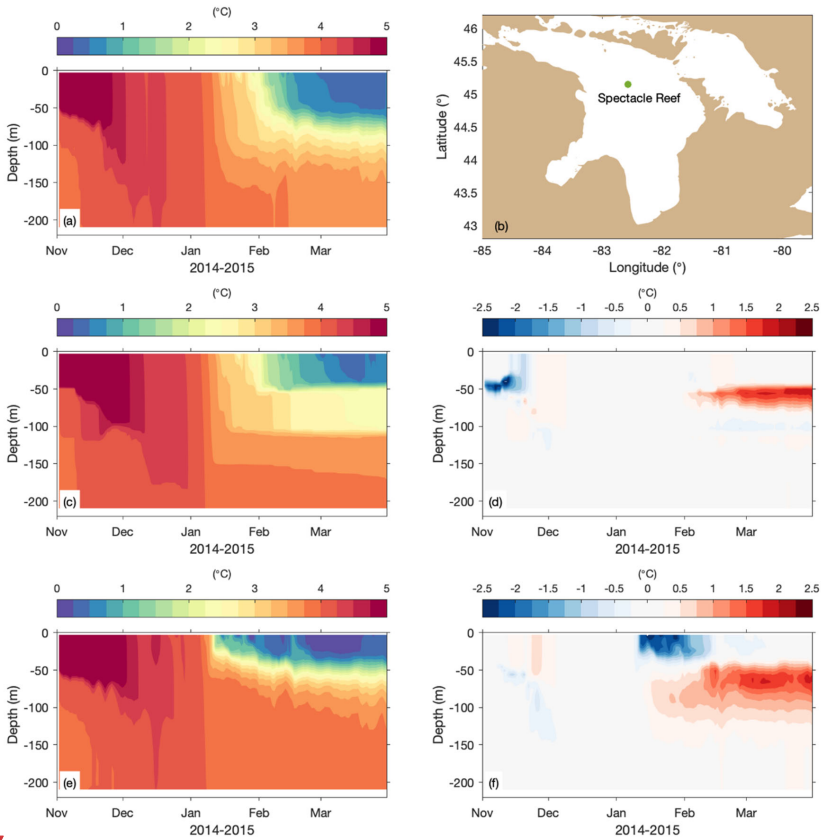 (°C)
0 1 2 3 4 5
0
-50
-100
-150
-200
Depth (m)
(a)
Nov Dec Jan Feb Mar
2014-2015
46
45.5
45
44.5
44
43.5
43
Latitude (°)
Spectacle Reef
(b)
-85 -84 -83 -82 -81 -80
Longitude (°)
(°C)
0 1 2 3 4 5
0
-50
-100
-150
-200
Depth (m)
(c)
Nov Dec Jan Feb Mar
2014-2015
(°C)
-2.5 -2 -1.5 -1 -0.5 0 0.5 1 1.5 2 2.5
0
-50
-100
-150
-200
Depth (m)
(d)
Nov Dec Jan Feb Mar
2014-2015
(°C)
0 1 2 3 4 5
0
-50
-100
-150
-200
Depth (m)
(e)
Nov Dec Jan Feb Mar
2014-2015
(°C)
-2.5 -2 -1.5 -1 -0.5 0 0.5 1 1.5 2 2.5
0
-50
-100
-150
-200
Depth (m)
(f)
Nov Dec Jan Feb Mar
2014-2015